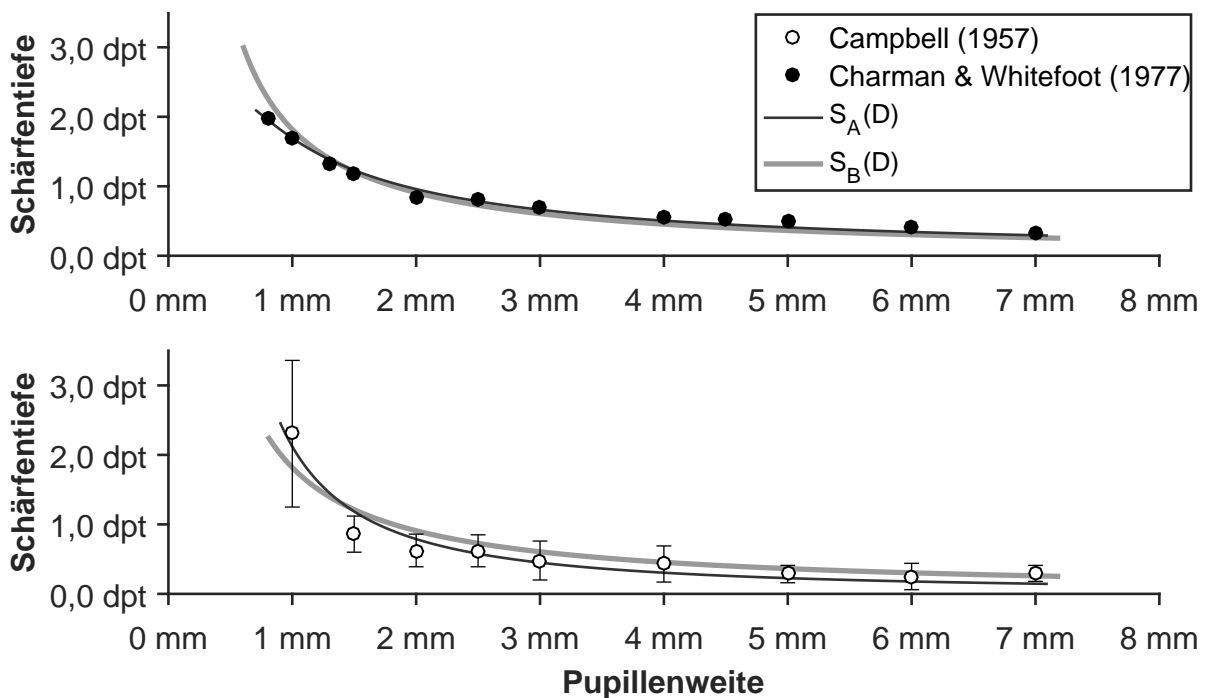 Schärfentiefe
3,0 dpt
2,0 dpt
1,0 dpt
0,0 dpt
0 mm 1 mm 2 mm 3 mm 4 mm 5 mm 6 mm 7 mm 8 mm
Campbell (1957)
Charman & Whitefoot (1977)
S_A(D)
S_B(D)
Schärfentiefe
3,0 dpt
2,0 dpt
1,0 dpt
0,0 dpt
0 mm 1 mm 2 mm 3 mm 4 mm 5 mm 6 mm 7 mm 8 mm
Pupillenweite